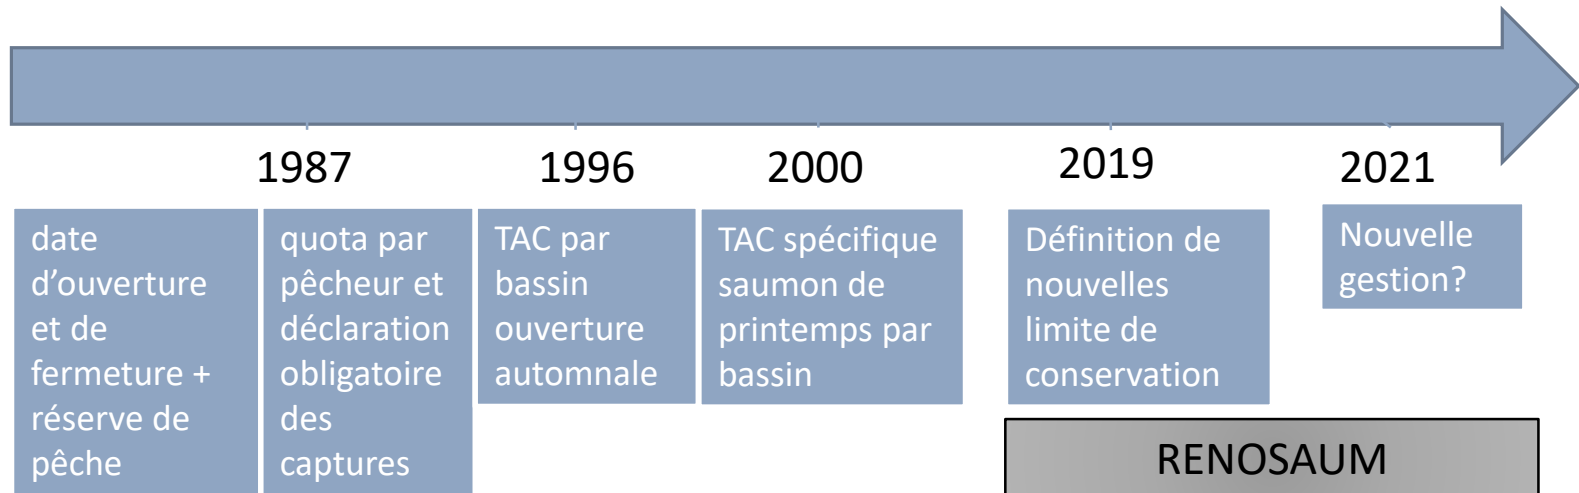 1987
1996
2000
2019
2021
date
d’ouverture
et de
fermeture +
réserve de
pêche
quota par
pêcheur et
déclaration
obligatoire
des
captures
TAC par
bassin
ouverture
automnale
TAC spécifique
saumon de
printemps par
bassin
Définition de
nouvelles
limite de
conservation
Nouvelle
gestion?
RENOSAUM